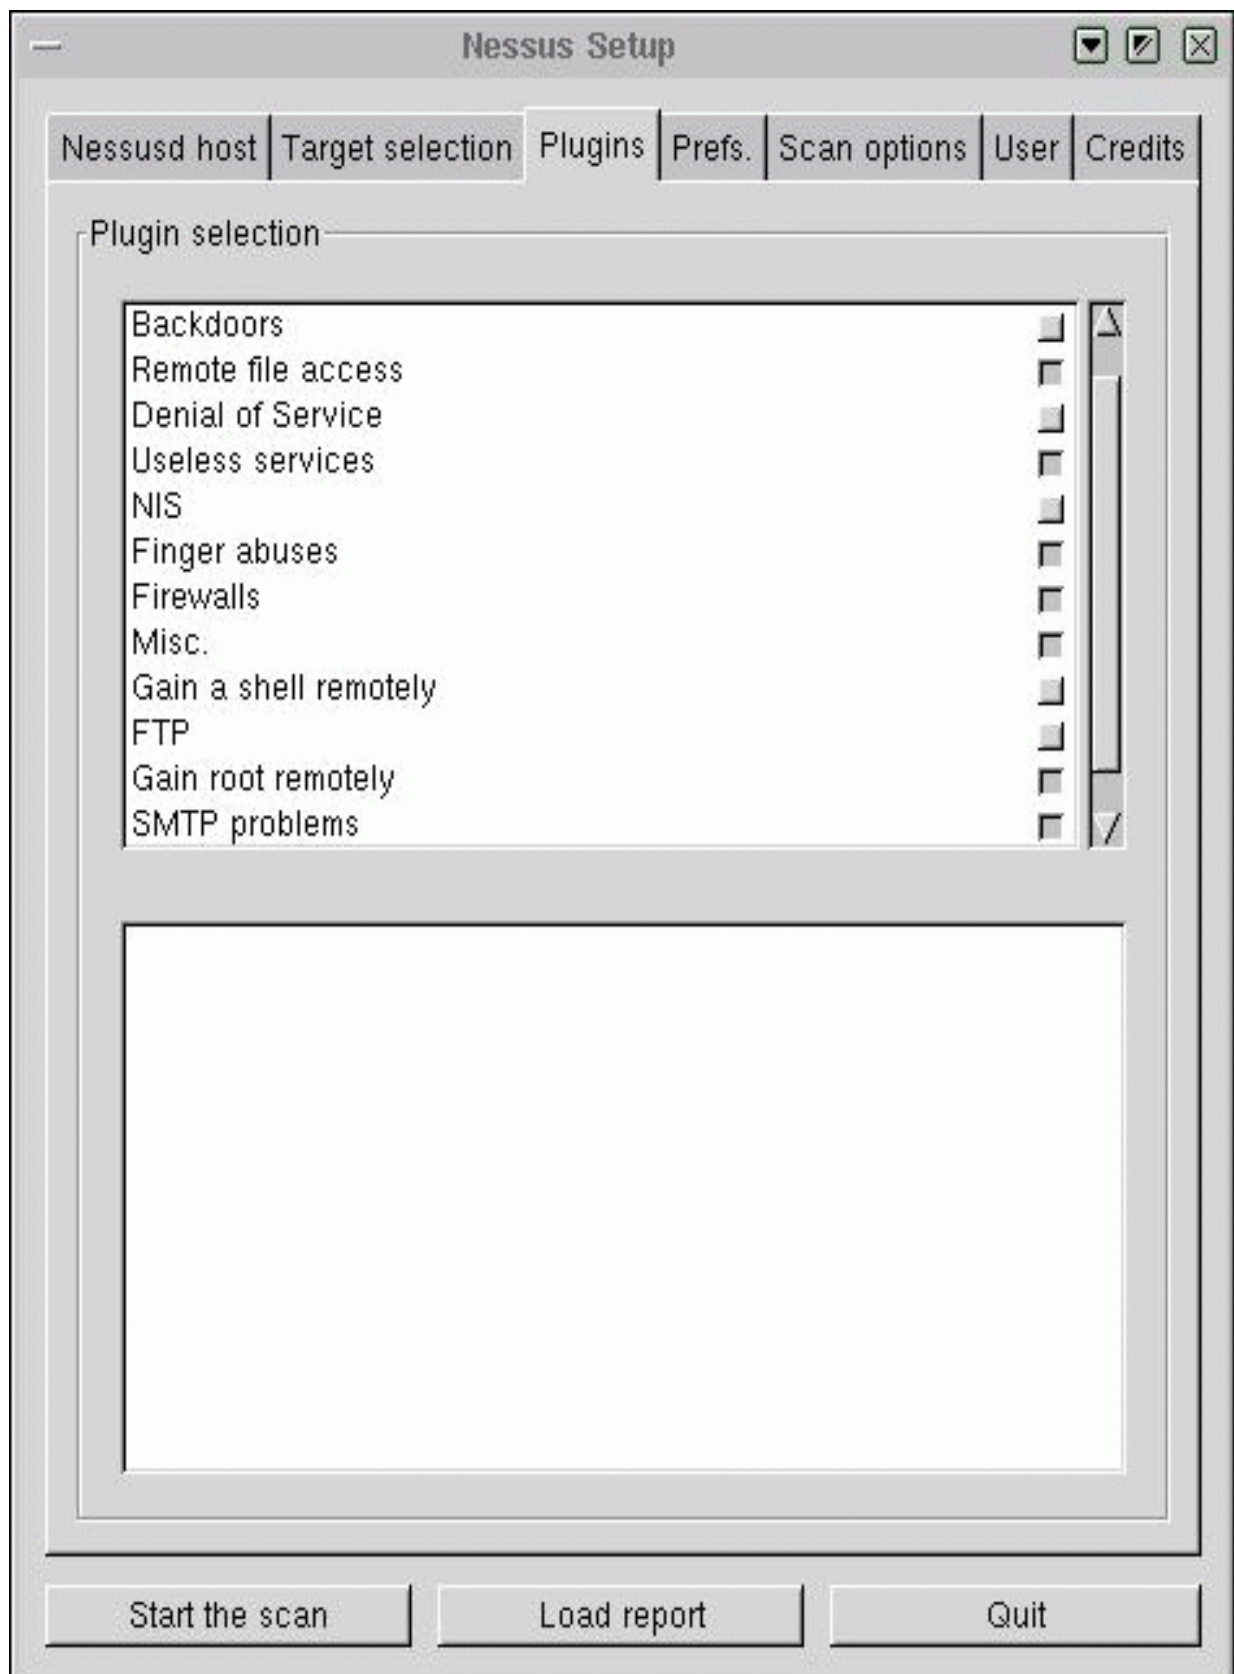 Nessus Setup
Nessusd host Target selection Plugins Prefs. Scan options User Credits
Plugin selection
Backdoors
Remote file access
Denial of Service
Useless services
NIS
Finger abuses
Firewalls
Misc.
Gain a shell remotely
FTP
Gain root remotely
SMTP problems
Start the scan Load report Quit